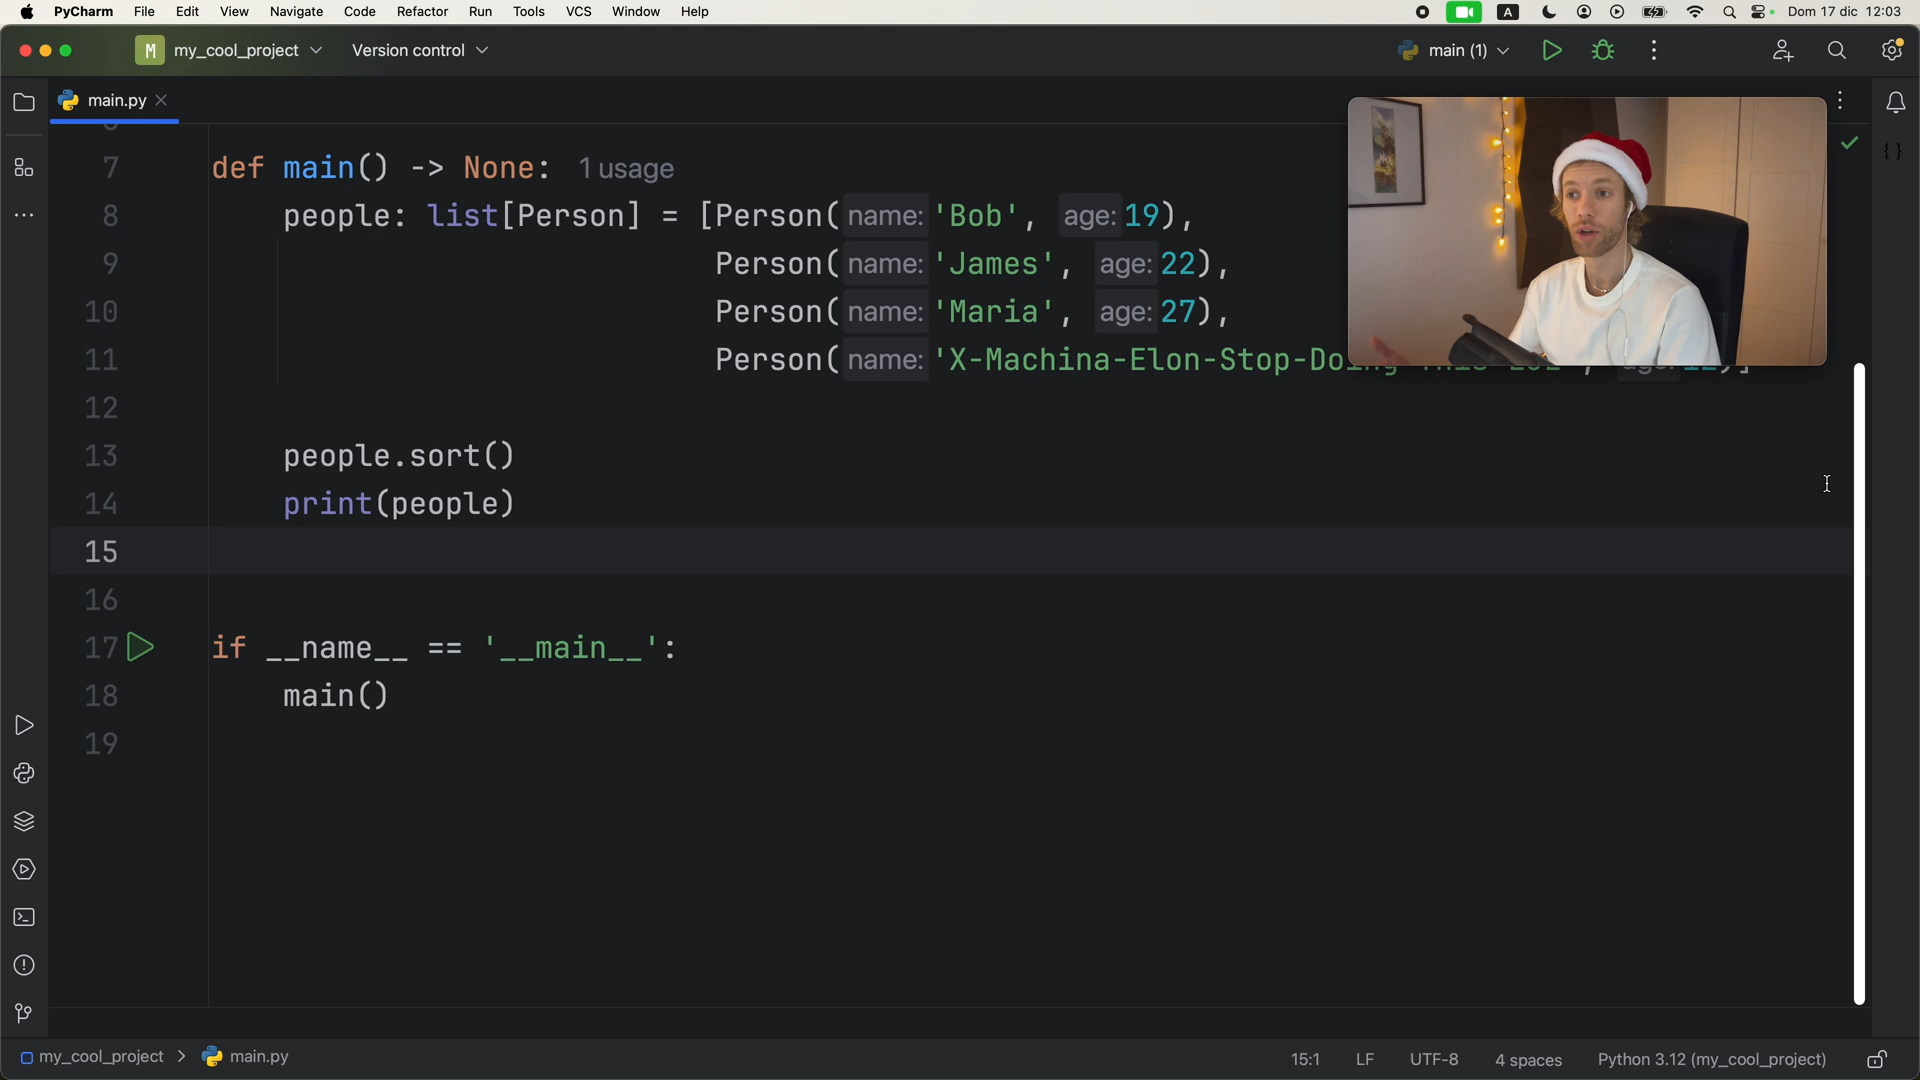 PyCharm File Edit View Navigate Code Refactor Run Tools VCS Window Help A Dom 17 dic 12:03
M my_cool_project Version control main (1)
main.py
7 def main() -> None: 1 usage
8 people: list[Person] = [Person( name: 'Bob', age: 19),
9 Person( name: 'James', age: 22),
10 Person( name: 'Maria', age: 27),
11 Person( name: 'X-Machina-Elon-Stop-Doing
12
13 people.sort()
14 print(people)
15
16
17 if __name__ == '__main__':
18 main()
19
my_cool_project > main.py 15:1 LF UTF-8 4 spaces Python 3.12 (my_cool_project)